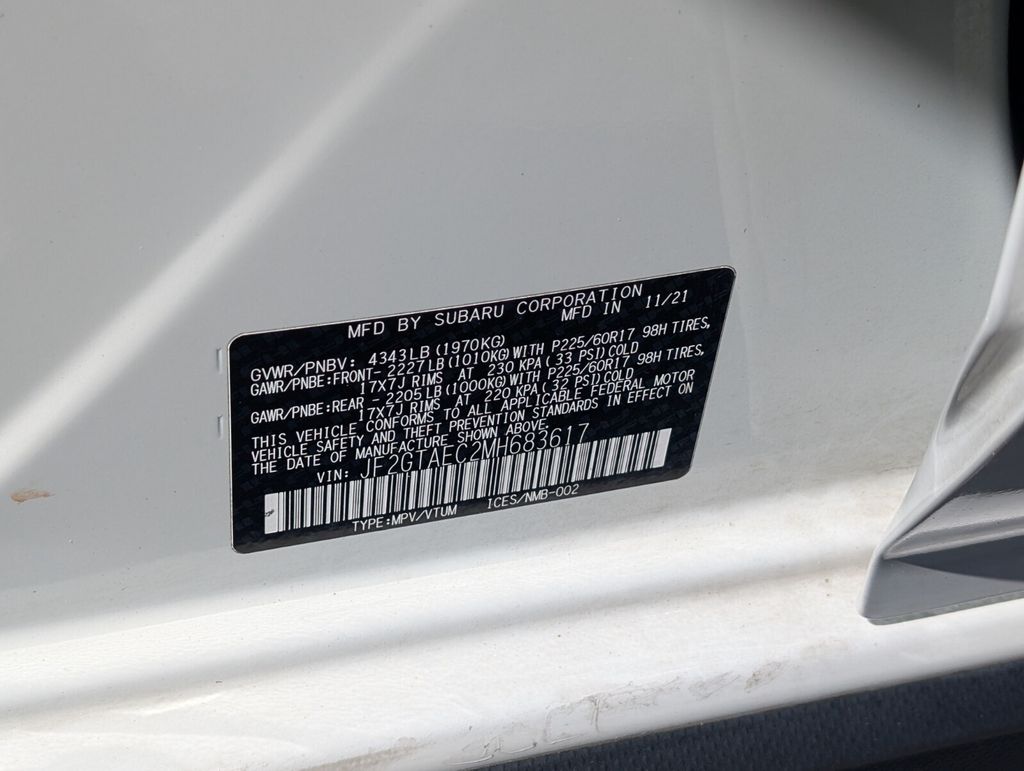 MFD BY SUBARU CORPORATION
MFD IN 11/21
GVWR/PNBV: 4343LB(1970KG)
GAWR/PNBE:FRONT- 2227LB(1010KG)WITH P225/60R17 98H TIRES,
17X7J RIMS AT 230 KPA(33 PSI)COLD
GAWR/PNBE:REAR - 2205LB(1000KG)WITH P225/60R17 98H TIRES,
17X7J RIMS AT 220 KPA(32 PSI)COLD
THIS VEHICLE CONFORMS TO ALL APPLICABLE FEDERAL MOTOR
VEHICLE SAFETY AND THEFT PREVENTION STANDARDS IN EFFECT ON
THE DATE OF MANUFACTURE SHOWN ABOVE.
VIN: JF2GTAEC2MH683617
TYPE:MPV/VTUM ICES/NMB-002